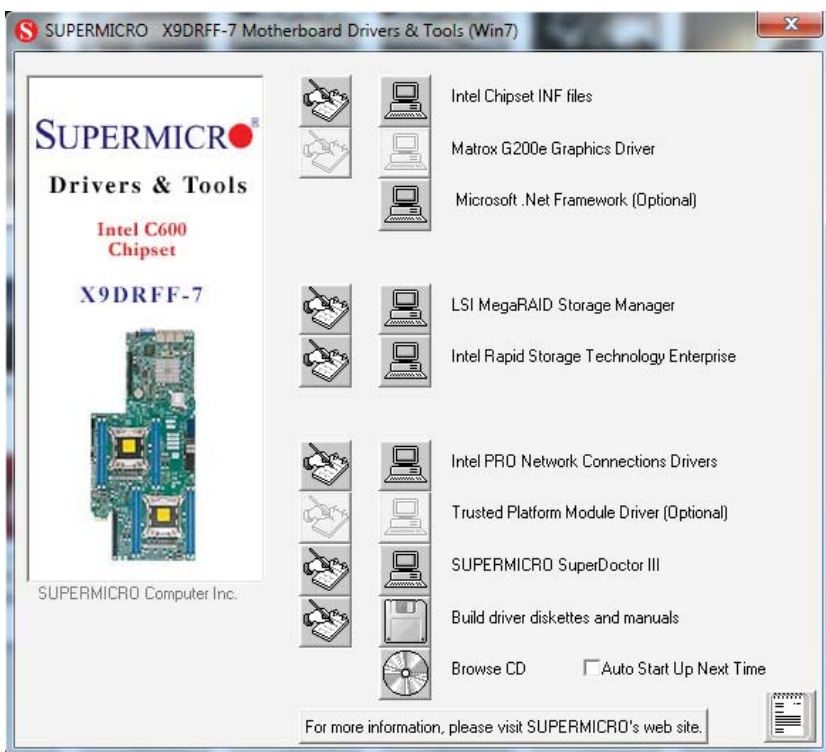 SUPERMICRO X9DRFF-7 Motherboard Drivers & Tools (Win7)
SUPERMICRO®
Drivers & Tools
Intel C600
Chipset
X9DRFF-7
SUPERMICRO Computer Inc.
Intel Chipset INF files
Matrox G200e Graphics Driver
Microsoft .Net Framework (Optional)
LSI MegaRAID Storage Manager
Intel Rapid Storage Technology Enterprise
Intel PRO Network Connections Drivers
Trusted Platform Module Driver (Optional)
SUPERMICRO SuperDoctor III
Build driver diskettes and manuals
Browse CD Auto Start Up Next Time
For more information, please visit SUPERMICRO's web site.